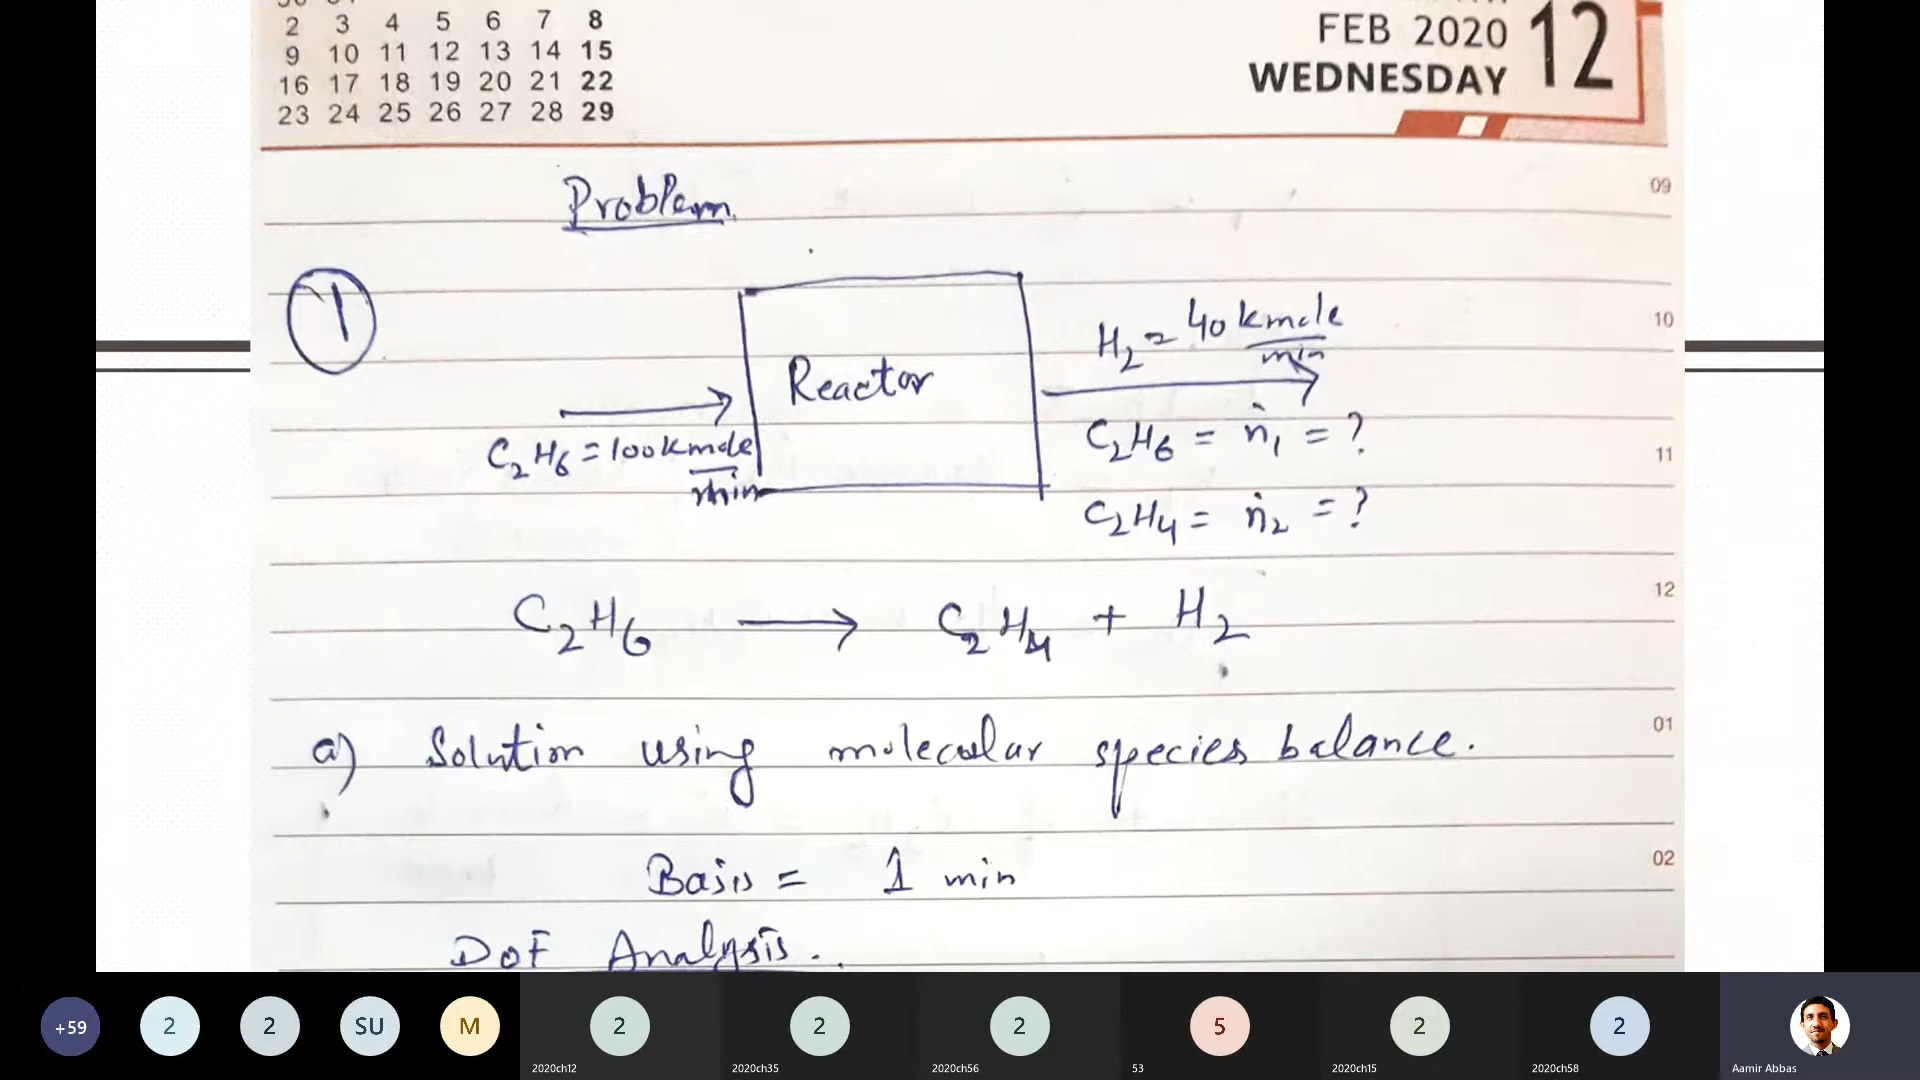 2 3 4 5 6 7 8
9 10 11 12 13 14 15
16 17 18 19 20 21 22
23 24 25 26 27 28 29
FEB 2020 12
WEDNESDAY
Problem
09
1
10
H2 = 40 kmole/min
Reactor
C2H6 = 100 kmole/min
C2H6 = ṅ1 = ?
11
C2H4 = ṅ2 = ?
12
C2H6 ⟶ C2H4 + H2
01
a) Solution using molecular species balance.
02
Basis = 1 min
DOF Analysis.
+59 2 2 SU M 2 2 2 5 2 2
2020ch12 2020ch35 2020ch56 53 2020ch15 2020ch58 Aamir Abbas